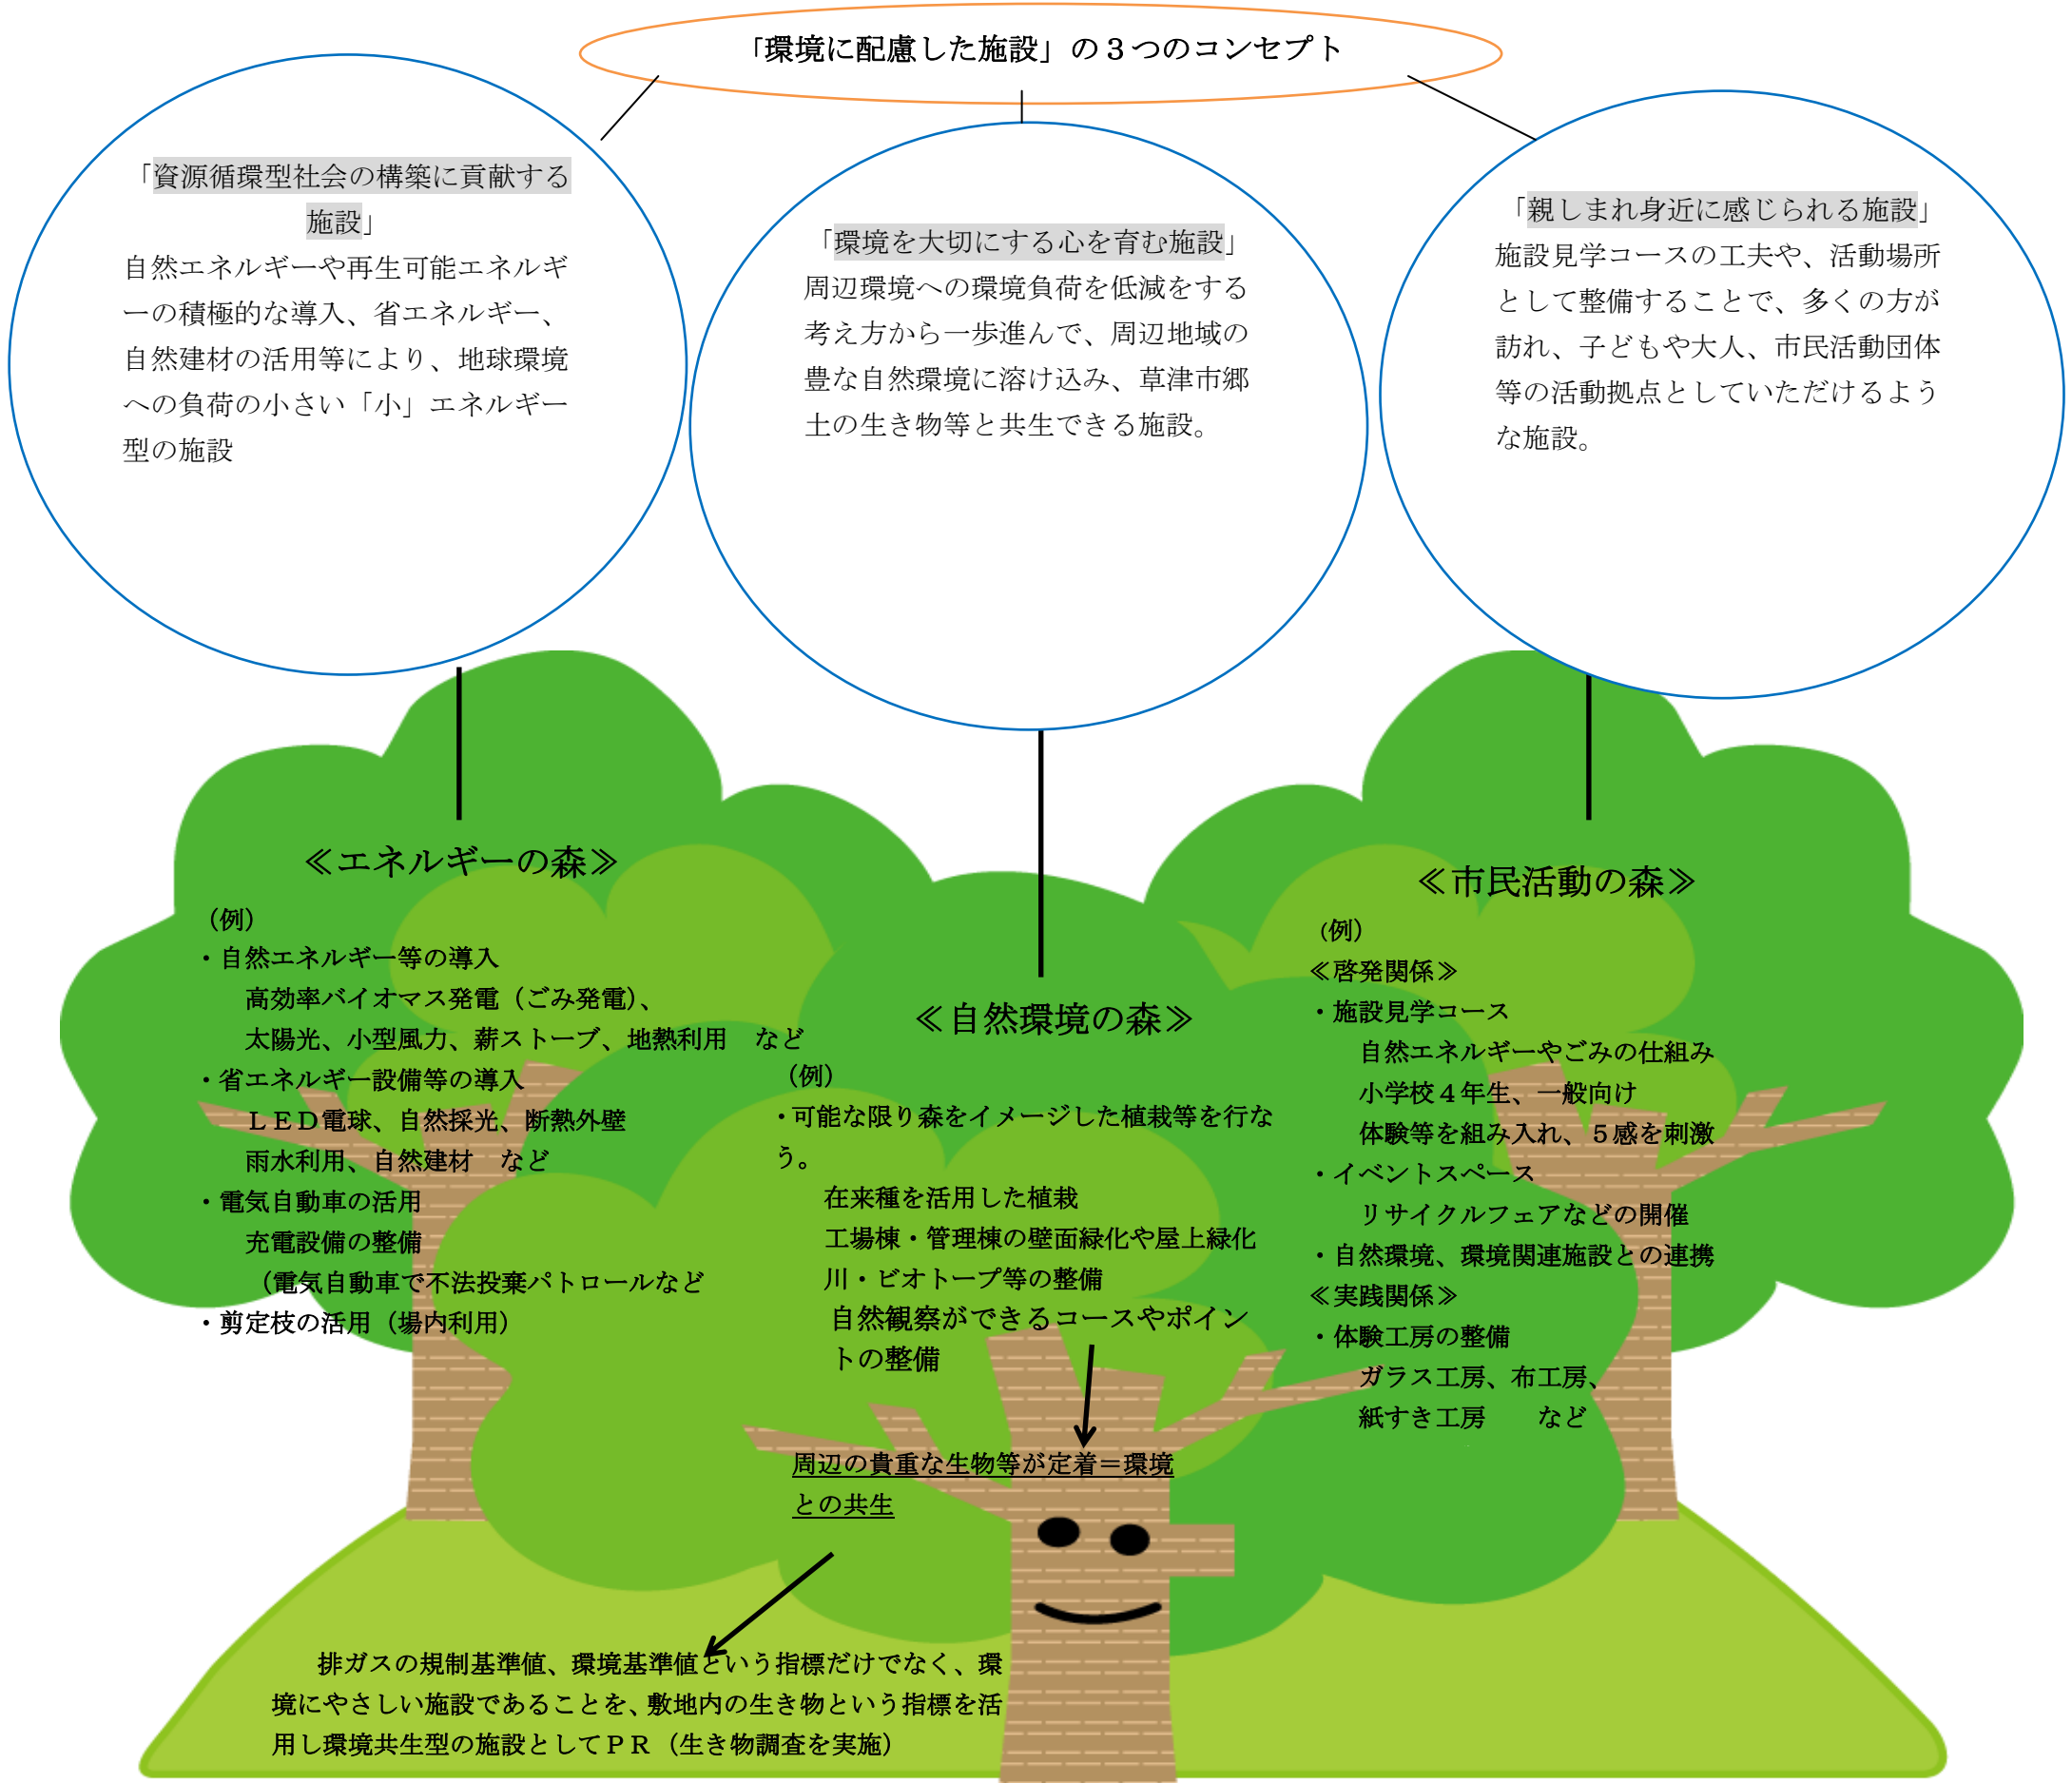 「環境に配慮した施設」の３つのコンセプト
「資源循環型社会の構築に貢献する
施設」
自然エネルギーや再生可能エネルギ
ーの積極的な導入、省エネルギー、
自然建材の活用等により、地球環境
への負荷の小さい「小」エネルギー
型の施設
「環境を大切にする心を育む施設」
周辺環境への環境負荷を低減をする
考え方から一歩進んで、周辺地域の
豊な自然環境に溶け込み、草津市郷
土の生き物等と共生できる施設。
「親しまれ身近に感じられる施設」
施設見学コースの工夫や、活動場所
として整備することで、多くの方が
訪れ、子どもや大人、市民活動団体
等の活動拠点としていただけるよう
な施設。
≪エネルギーの森≫
（例）
・自然エネルギー等の導入
高効率バイオマス発電（ごみ発電）、
太陽光、小型風力、薪ストーブ、地熱利用　など
・省エネルギー設備等の導入
ＬＥＤ電球、自然採光、断熱外壁
雨水利用、自然建材　など
・電気自動車の活用
充電設備の整備
（電気自動車で不法投棄パトロールなど
・剪定枝の活用（場内利用）
≪自然環境の森≫
（例）
・可能な限り森をイメージした植栽等を行な
う。
在来種を活用した植栽
工場棟・管理棟の壁面緑化や屋上緑化
川・ビオトープ等の整備
自然観察ができるコースやポイン
トの整備
周辺の貴重な生物等が定着＝環境
との共生
排ガスの規制基準値、環境基準値という指標だけでなく、環
境にやさしい施設であることを、敷地内の生き物という指標を活
用し環境共生型の施設としてＰＲ（生き物調査を実施）
≪市民活動の森≫
（例）
≪啓発関係≫
・施設見学コース
自然エネルギーやごみの仕組み
小学校４年生、一般向け
体験等を組み入れ、５感を刺激
・イベントスペース
リサイクルフェアなどの開催
・自然環境、環境関連施設との連携
≪実践関係≫
・体験工房の整備
ガラス工房、布工房、
紙すき工房　　など